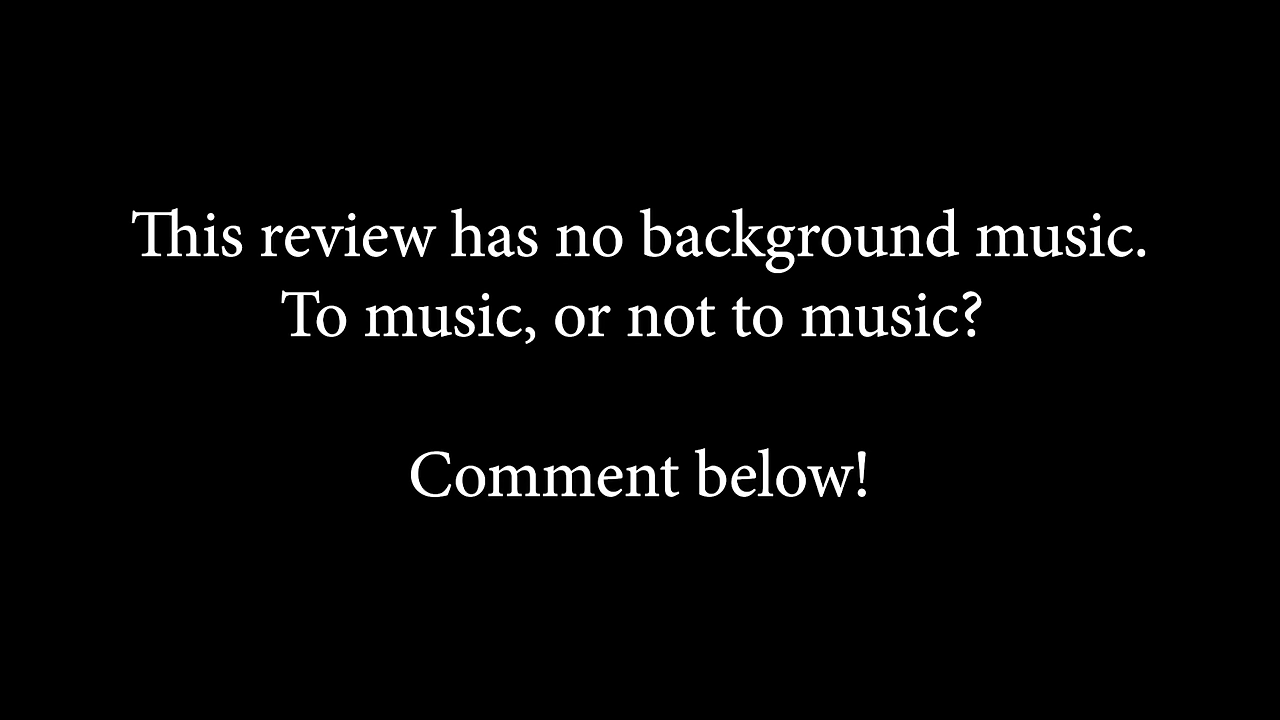 This review has no background music.
To music, or not to music?
Comment below!